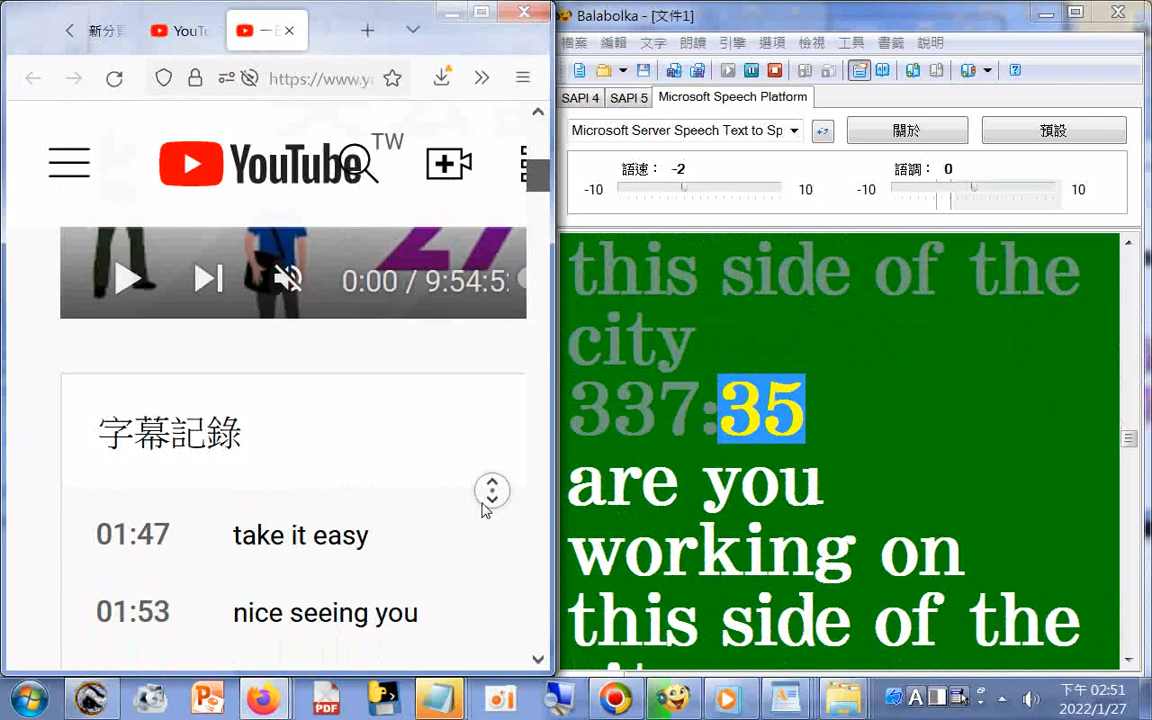 新分
YouTu
https://www.y
YouTube
TW
27
0:00 / 9:54:5
字幕記錄
01:47 take it easy
01:53 nice seeing you
Balabolka - [文件1]
檔案 編輯 文字 朗讀 引擎 選項 檢視 工具 書籤 說明
SAPI 4 SAPI 5 Microsoft Speech Platform
Microsoft Server Speech Text to Sp
關於
預設
語速: -2
語調: 0
-10 10 -10 10
this side of the
city
337:35
are you
working on
this side of the
PDF
A
下午 02:51
2022/1/27